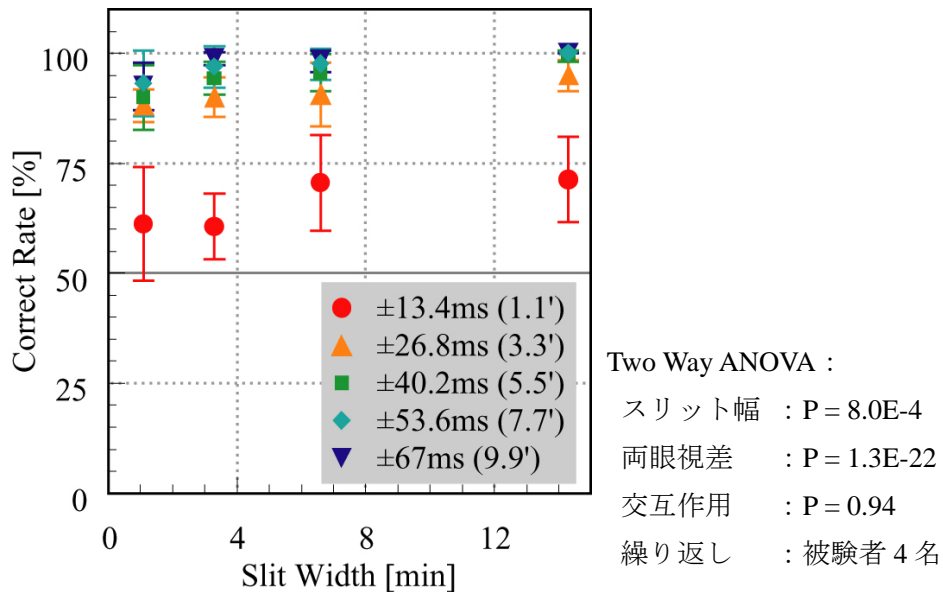 Correct Rate [%]
100
75
50
25
0
0 4 8 12
Slit Width [min]
±13.4ms (1.1')
±26.8ms (3.3')
±40.2ms (5.5')
±53.6ms (7.7')
±67ms (9.9')
Two Way ANOVA：
スリット幅 : P = 8.0E-4
両眼視差 : P = 1.3E-22
交互作用 : P = 0.94
繰り返し : 被験者 4 名